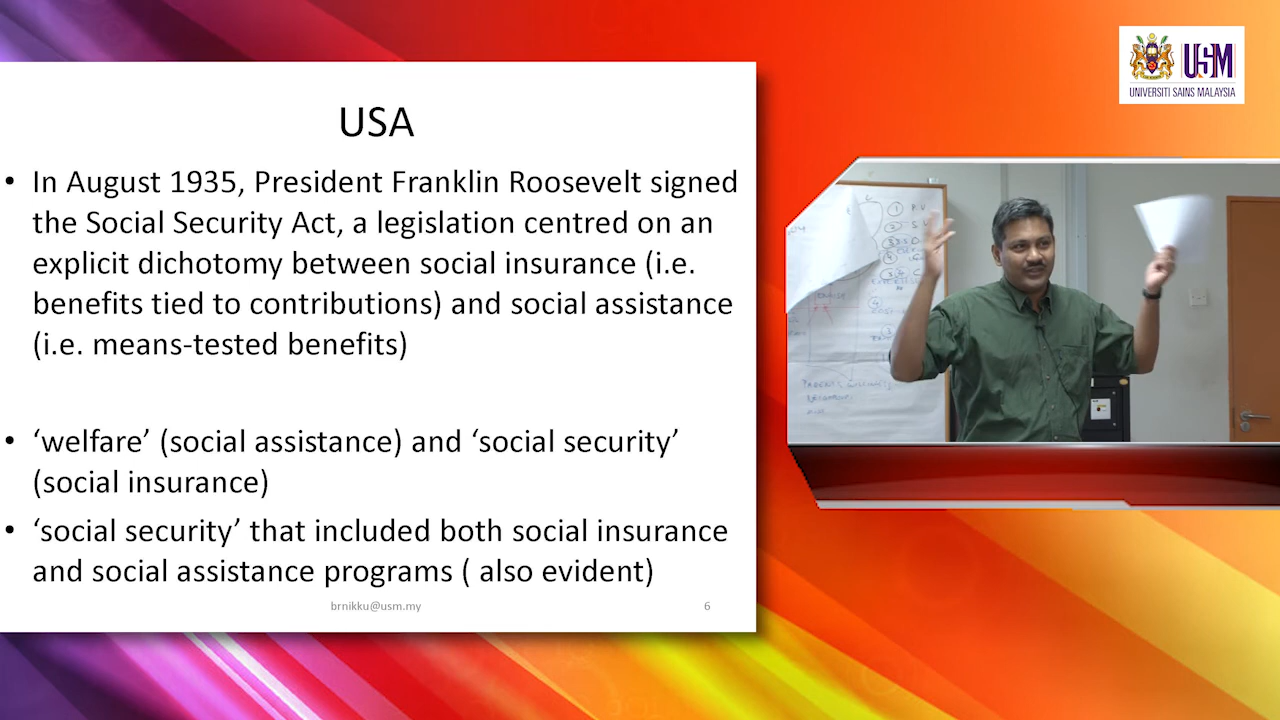 USM
UNIVERSITI SAINS MALAYSIA
USA
• In August 1935, President Franklin Roosevelt signed
the Social Security Act, a legislation centred on an
explicit dichotomy between social insurance (i.e.
benefits tied to contributions) and social assistance
(i.e. means-tested benefits)
• ‘welfare’ (social assistance) and ‘social security’
(social insurance)
• ‘social security’ that included both social insurance
and social assistance programs ( also evident)
brnikku@usm.my
6